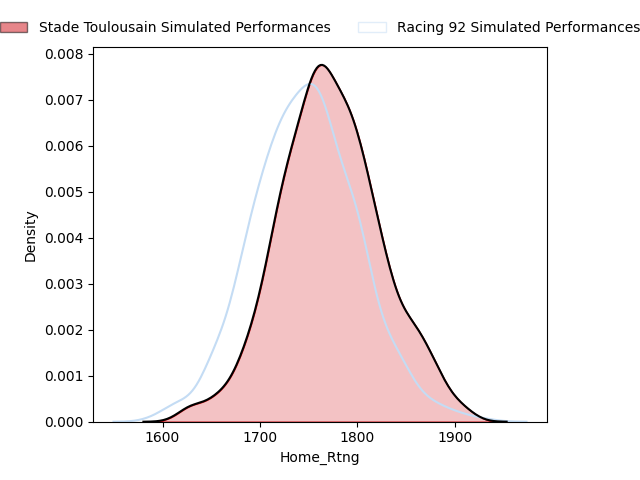 Stade Toulousain Simulated Performances
Racing 92 Simulated Performances
0.008
0.007
0.006
0.005
0.004
0.003
0.002
0.001
0.000
Density
1600 1700 1800 1900
Home_Rtng